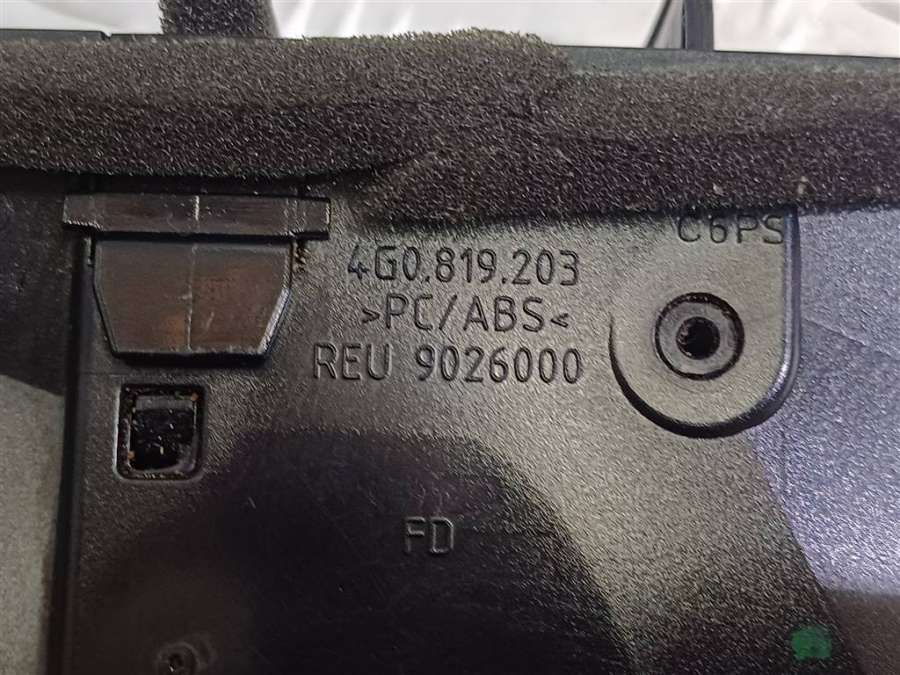 C6PS
4G0.819.203
>PC/ABS<
REU 9026000
FD